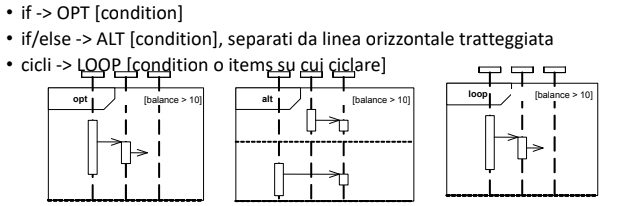 • if -> OPT [condition]
• if/else -> ALT [condition], separati da linea orizzontale tratteggiata
• cicli -> LOOP [condition o items su cui ciclare]
opt [balance > 10]
alt [balance > 10]
loop [balance > 10]